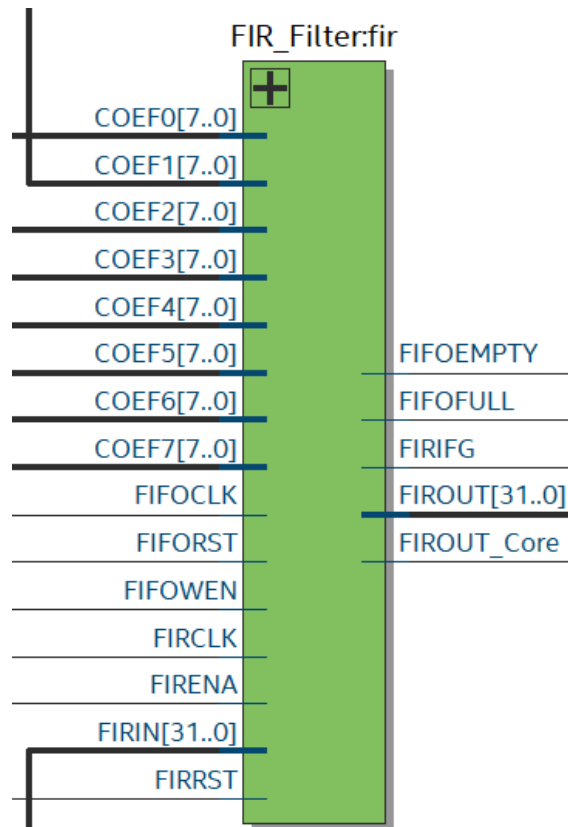 FIR_Filter:fir
COEF0[7..0]
COEF1[7..0]
COEF2[7..0]
COEF3[7..0]
COEF4[7..0]
COEF5[7..0]
COEF6[7..0]
COEF7[7..0]
FIFOCLK
FIFORST
FIFOWEN
FIRCLK
FIRENA
FIRIN[31..0]
FIRRST
FIFOEMPTY
FIFOFULL
FIRIFG
FIROUT[31..0]
FIROUT_Core